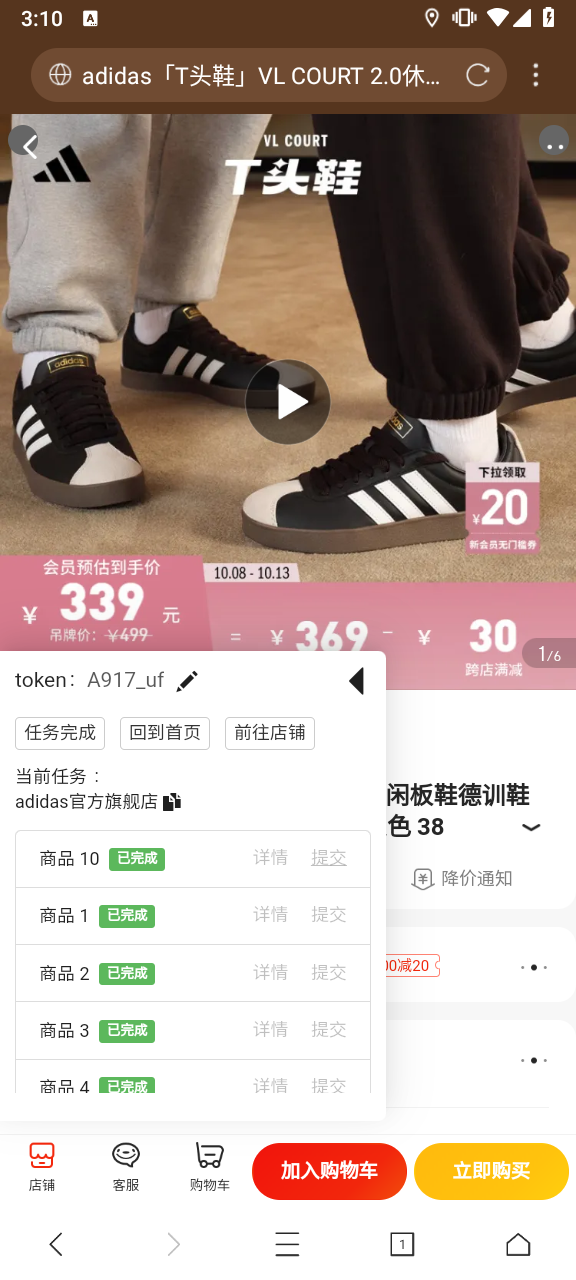 3:10
A
adidas「T头鞋」VL COURT 2.0休...
VL COURT
T头鞋
adidas
下拉领取
¥20
新会员无门槛券
会员预估到手价
10.08 - 10.13
¥ 339 元
吊牌价：¥499
= ¥ 369 - ¥ 30
跨店满减
1/6
token： A917_uf
任务完成 回到首页 前往店铺
当前任务：
adidas官方旗舰店
闲板鞋德训鞋
色 38
降价通知
商品 10 已完成 详情 提交
商品 1 已完成 详情 提交
00减20
商品 2 已完成 详情 提交
商品 3 已完成 详情 提交
商品 4 已完成 详情 提交
店铺 客服 购物车 加入购物车 立即购买
1